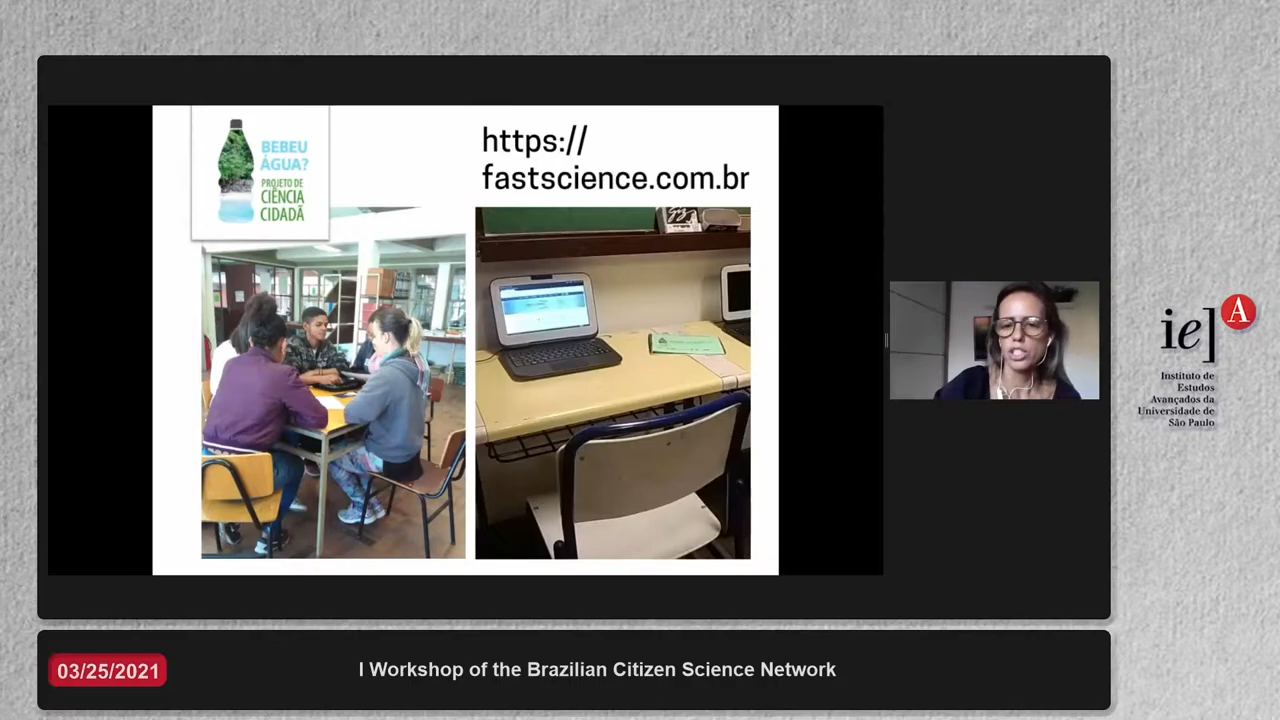 BEBEU
ÁGUA?
PROJETO DE
CIÊNCIA
CIDADÃ
https://
fastscience.com.br
ie]
A
Instituto de
Estudos
Avançados da
Universidade de
São Paulo
03/25/2021
I Workshop of the Brazilian Citizen Science Network